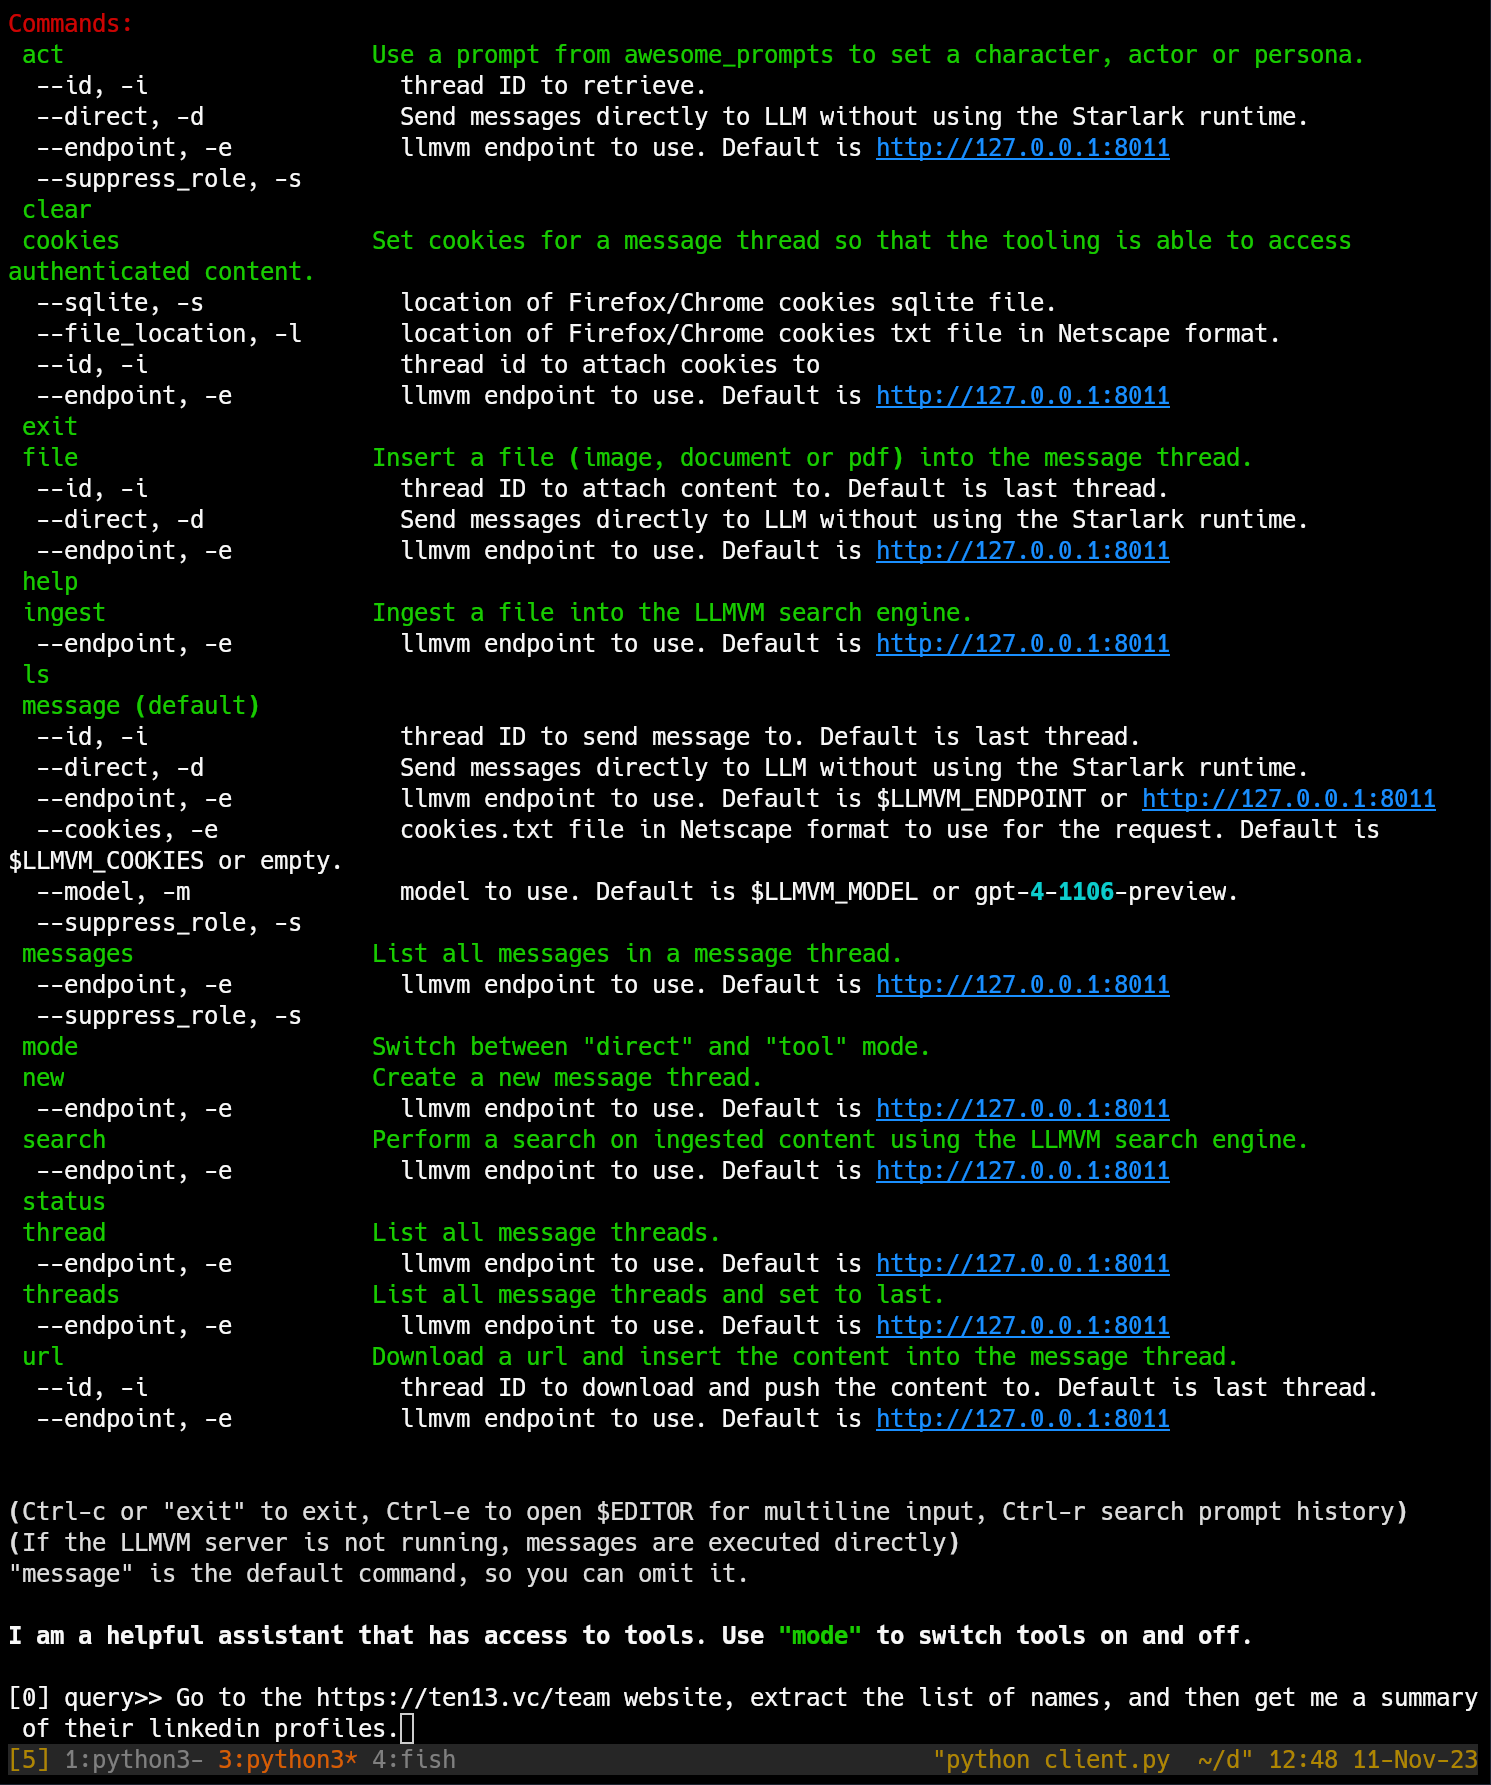 Commands:
act Use a prompt from awesome_prompts to set a character, actor or persona.
--id, -i thread ID to retrieve.
--direct, -d Send messages directly to LLM without using the Starlark runtime.
--endpoint, -e llmvm endpoint to use. Default is http://127.0.0.1:8011
--suppress_role, -s
clear
cookies Set cookies for a message thread so that the tooling is able to access
authenticated content.
--sqlite, -s location of Firefox/Chrome cookies sqlite file.
--file_location, -l location of Firefox/Chrome cookies txt file in Netscape format.
--id, -i thread id to attach cookies to
--endpoint, -e llmvm endpoint to use. Default is http://127.0.0.1:8011
exit
file Insert a file (image, document or pdf) into the message thread.
--id, -i thread ID to attach content to. Default is last thread.
--direct, -d Send messages directly to LLM without using the Starlark runtime.
--endpoint, -e llmvm endpoint to use. Default is http://127.0.0.1:8011
help
ingest Ingest a file into the LLMVM search engine.
--endpoint, -e llmvm endpoint to use. Default is http://127.0.0.1:8011
ls
message (default)
--id, -i thread ID to send message to. Default is last thread.
--direct, -d Send messages directly to LLM without using the Starlark runtime.
--endpoint, -e llmvm endpoint to use. Default is $LLMVM_ENDPOINT or http://127.0.0.1:8011
--cookies, -e cookies.txt file in Netscape format to use for the request. Default is
$LLMVM_COOKIES or empty.
--model, -m model to use. Default is $LLMVM_MODEL or gpt-4-1106-preview.
--suppress_role, -s
messages List all messages in a message thread.
--endpoint, -e llmvm endpoint to use. Default is http://127.0.0.1:8011
--suppress_role, -s
mode Switch between "direct" and "tool" mode.
new Create a new message thread.
--endpoint, -e llmvm endpoint to use. Default is http://127.0.0.1:8011
search Perform a search on ingested content using the LLMVM search engine.
--endpoint, -e llmvm endpoint to use. Default is http://127.0.0.1:8011
status
thread List all message threads.
--endpoint, -e llmvm endpoint to use. Default is http://127.0.0.1:8011
threads List all message threads and set to last.
--endpoint, -e llmvm endpoint to use. Default is http://127.0.0.1:8011
url Download a url and insert the content into the message thread.
--id, -i thread ID to download and push the content to. Default is last thread.
--endpoint, -e llmvm endpoint to use. Default is http://127.0.0.1:8011
(Ctrl-c or "exit" to exit, Ctrl-e to open $EDITOR for multiline input, Ctrl-r search prompt history)
(If the LLMVM server is not running, messages are executed directly)
"message" is the default command, so you can omit it.
I am a helpful assistant that has access to tools. Use "mode" to switch tools on and off.
[0] query>> Go to the https://ten13.vc/team website, extract the list of names, and then get me a summary
of their linkedin profiles.
[5] 1:python3- 3:python3* 4:fish "python client.py ~/d" 12:48 11-Nov-23